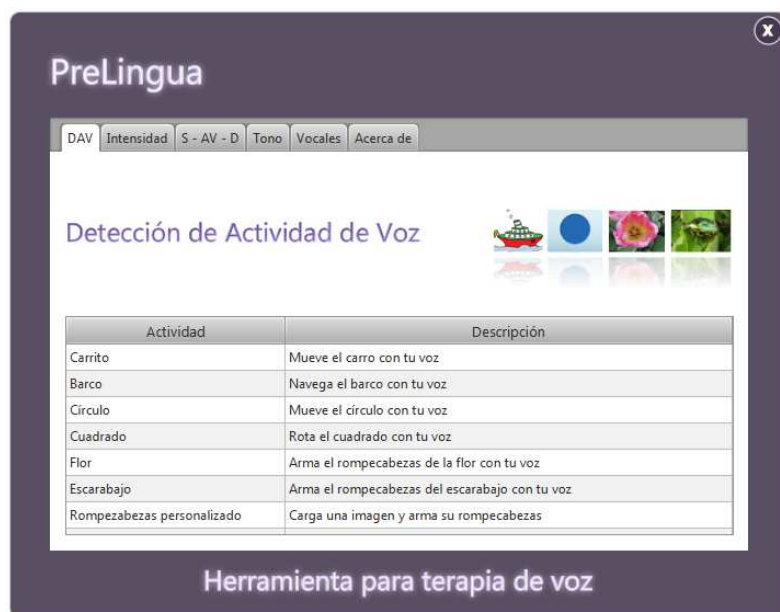 X
PreLingua
DAV Intensidad S - AV - D Tono Vocales Acerca de
Detección de Actividad de Voz
Actividad Descripción
Carrito Mueve el carro con tu voz
Barco Navega el barco con tu voz
Círculo Mueve el círculo con tu voz
Cuadrado Rota el cuadrado con tu voz
Flor Arma el rompecabezas de la flor con tu voz
Escarabajo Arma el rompecabezas del escarabajo con tu voz
Rompezabezas personalizado Carga una imagen y arma su rompecabezas
Herramienta para terapia de voz